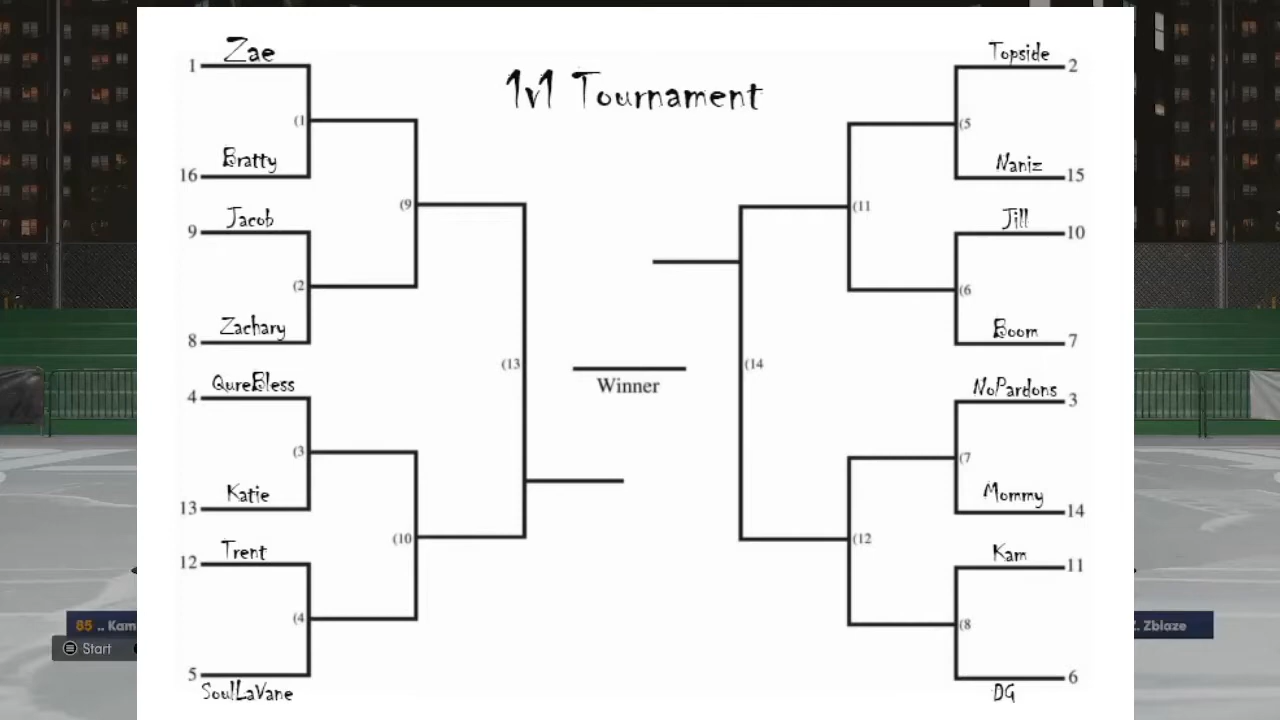 1v1 Tournament
1 Zae
(1
16 Bratty
(9
9 Jacob
(2
8 Zachary
(13
4 QureBless
(3
13 Katie
(10
12 Trent
(4
5
SoulLaVane
Winner
Topside 2
(5
Naniz 15
(11
Jill 10
(6
Boom 7
(14
NoPardons 3
(7
Mommy 14
(12
Kam 11
(8
6
DG
85 .. Kam
Start
Z. Zblaze